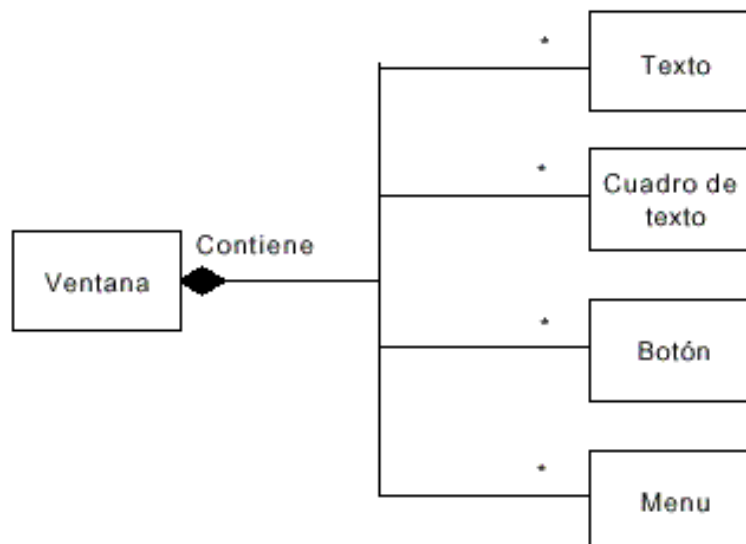 *
Texto
*
Cuadro de
texto
Contiene
Ventana
*
Botón
*
Menu